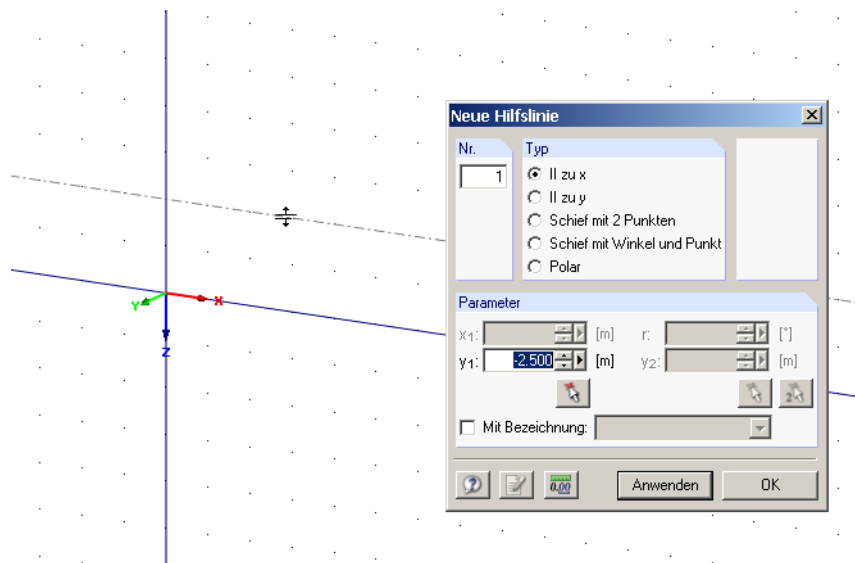 Neue Hilfslinie
Nr. Typ
1
II zu x
II zu y
Schief mit 2 Punkten
Schief mit Winkel und Punkt
Polar
Parameter
x1: [m] r: [°]
y1: -2.500 [m] y2: [m]
2
Mit Bezeichnung:
0.00 Anwenden OK
X
Y
Z